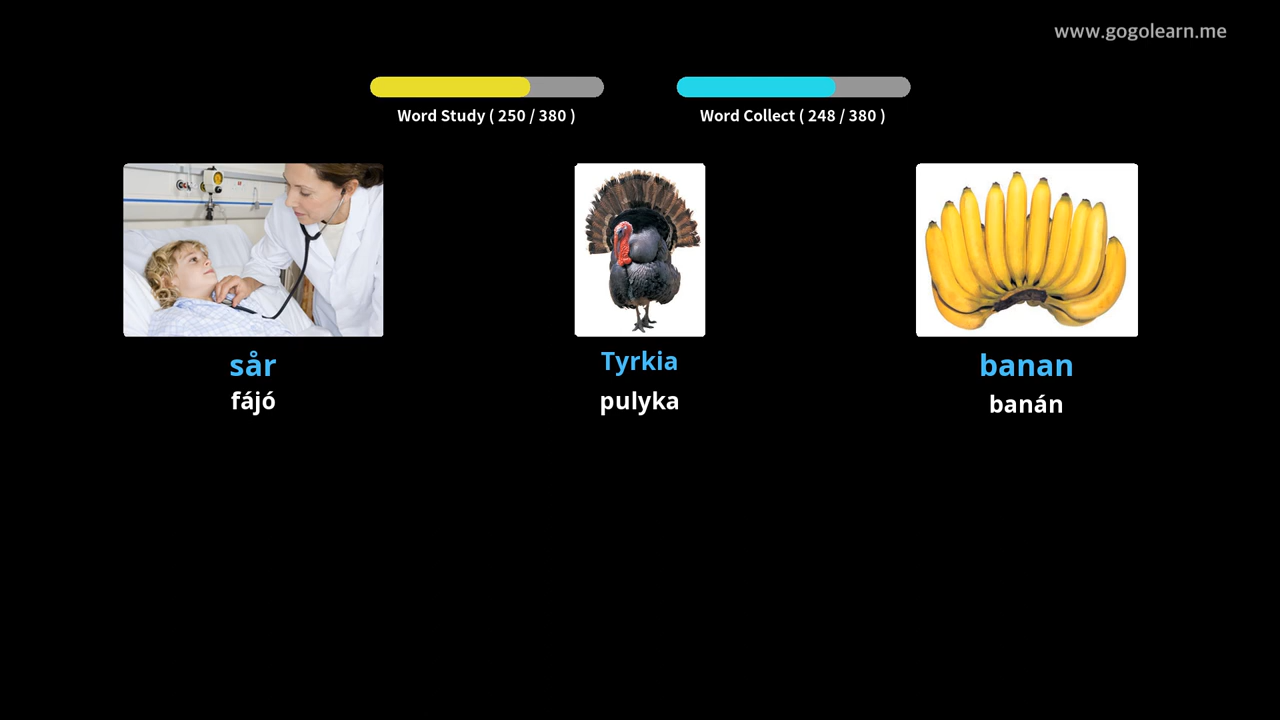 www.gogolearn.me
Word Study ( 250 / 380 )
Word Collect ( 248 / 380 )
sår
Tyrkia
banan
fájó
pulyka
banán